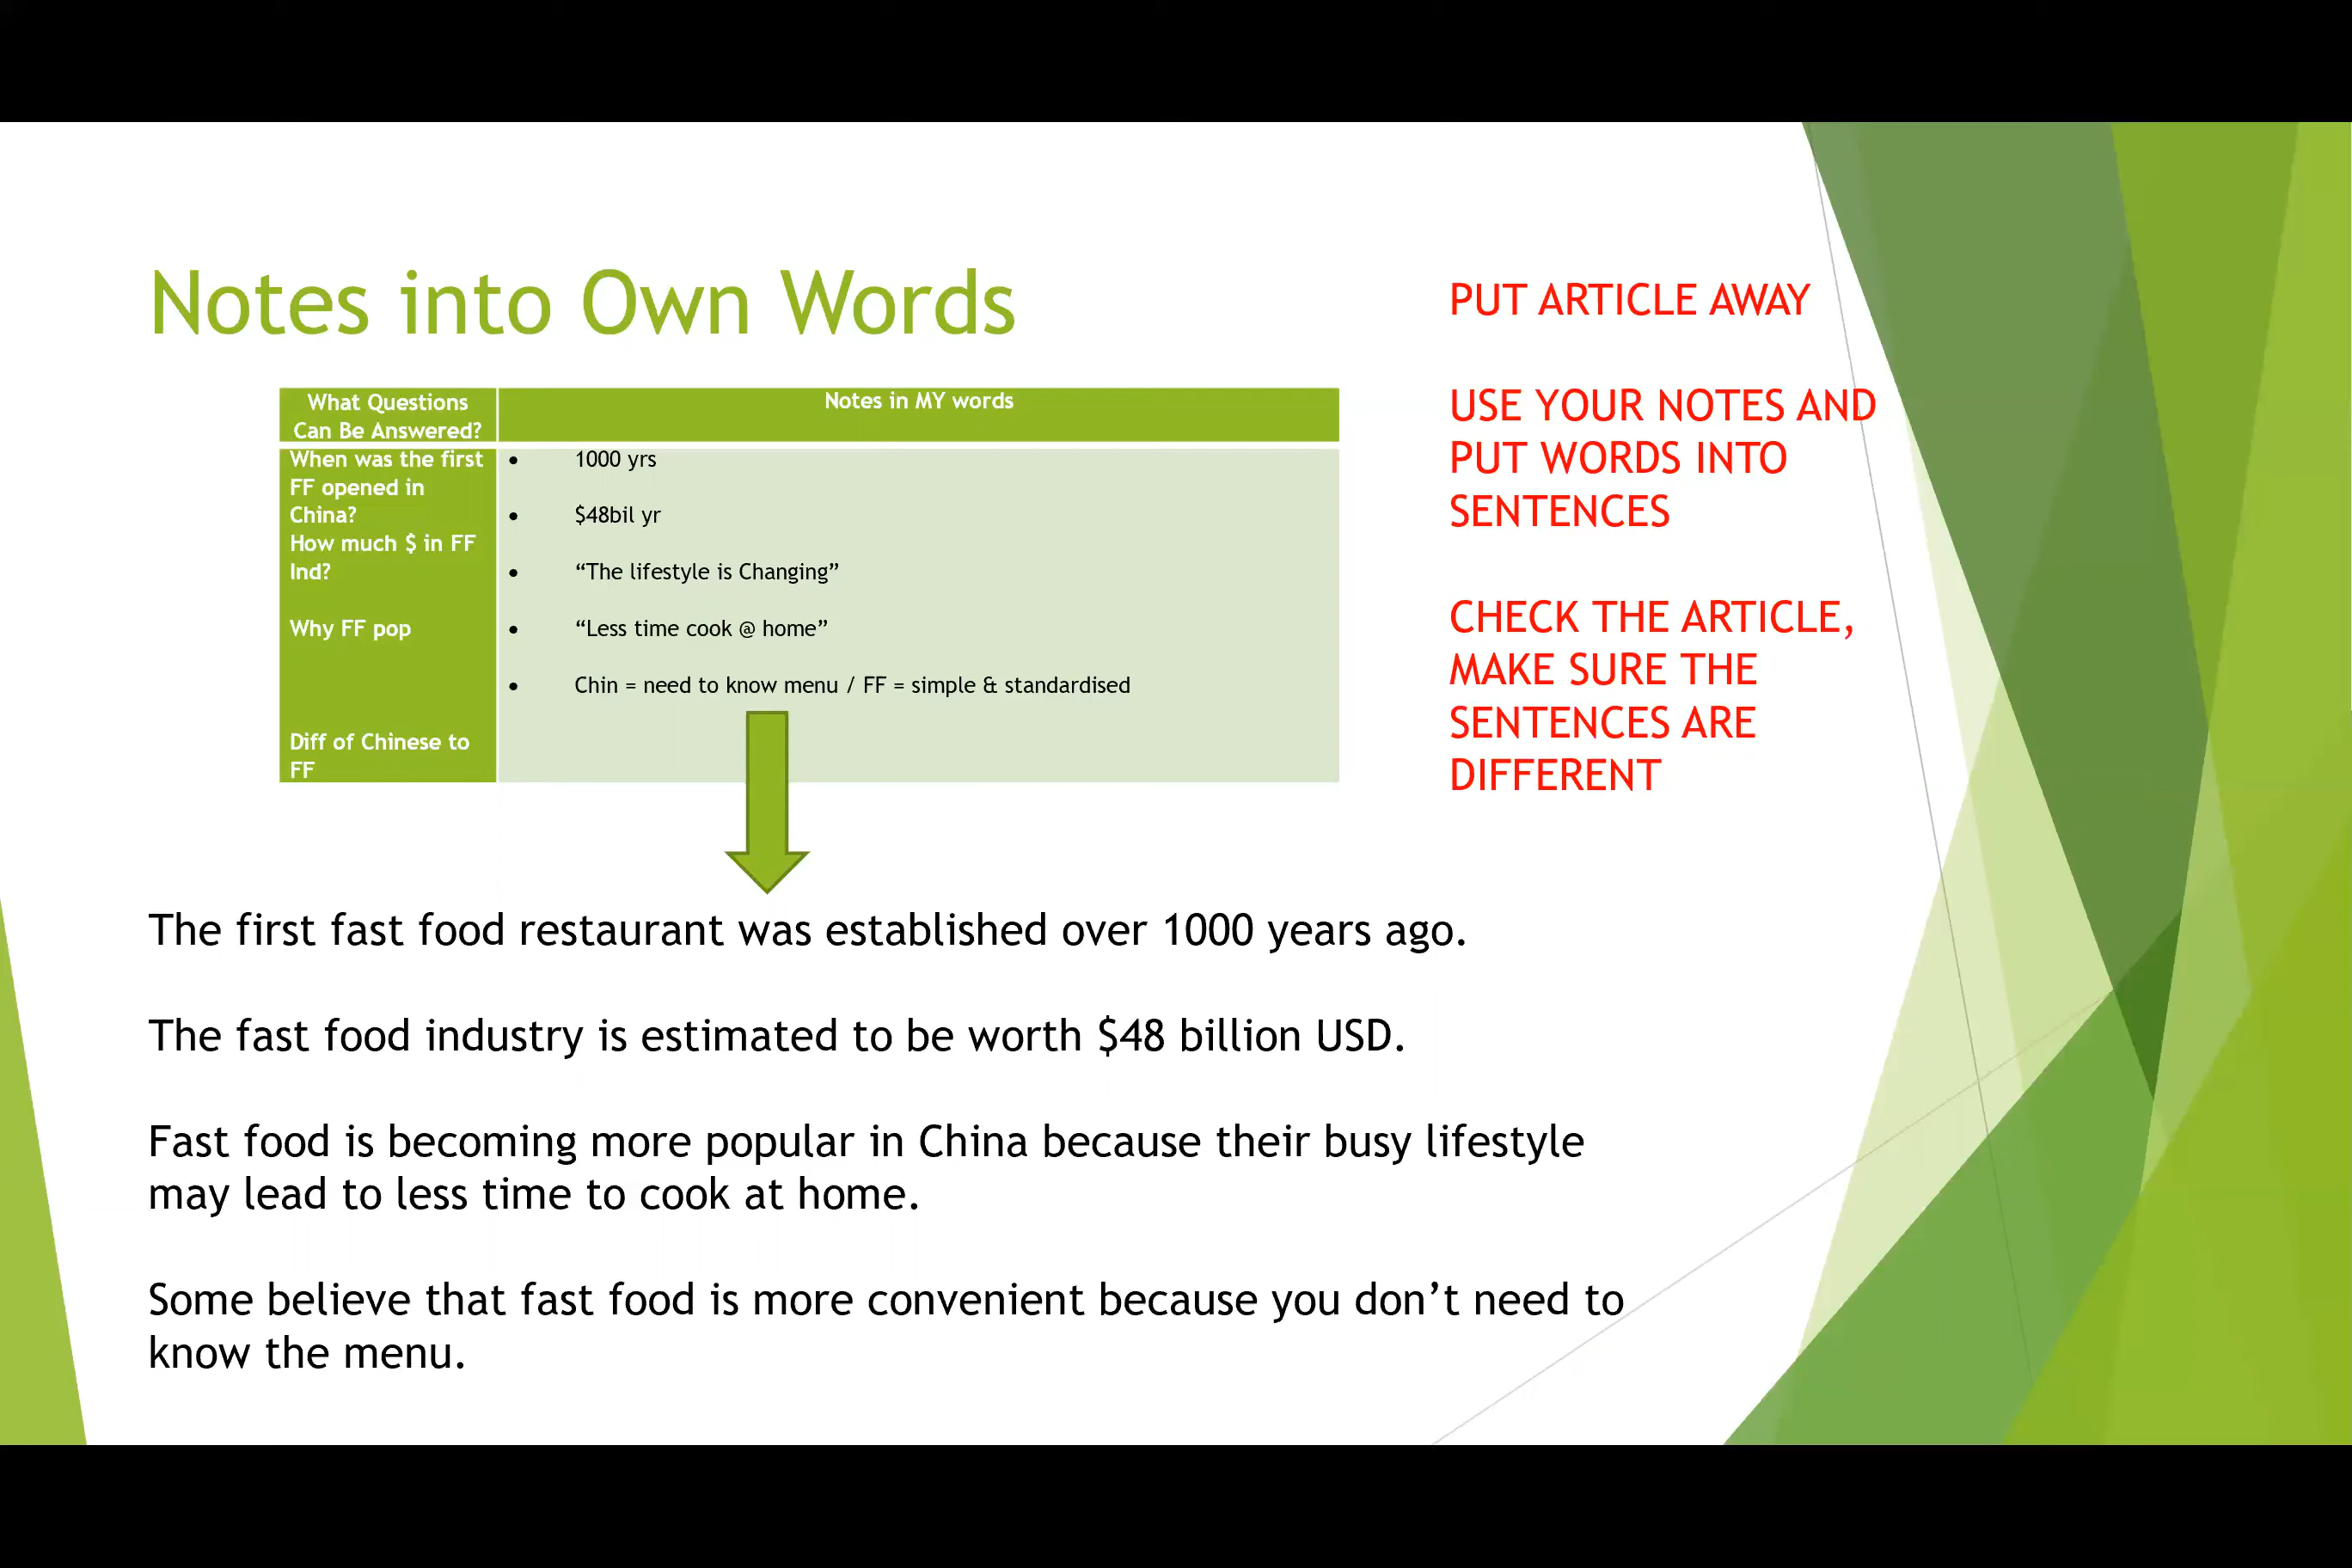 Notes into Own Words
PUT ARTICLE AWAY
USE YOUR NOTES AND
PUT WORDS INTO
SENTENCES
CHECK THE ARTICLE,
MAKE SURE THE
SENTENCES ARE
DIFFERENT
What Questions
Can Be Answered?
Notes in MY words
When was the first
FF opened in
China?
How much $ in FF
Ind?
Why FF pop
Diff of Chinese to
FF
• 1000 yrs
• $48bil yr
• “The lifestyle is Changing”
• “Less time cook @ home”
• Chin = need to know menu / FF = simple & standardised
The first fast food restaurant was established over 1000 years ago.
The fast food industry is estimated to be worth $48 billion USD.
Fast food is becoming more popular in China because their busy lifestyle
may lead to less time to cook at home.
Some believe that fast food is more convenient because you don’t need to
know the menu.